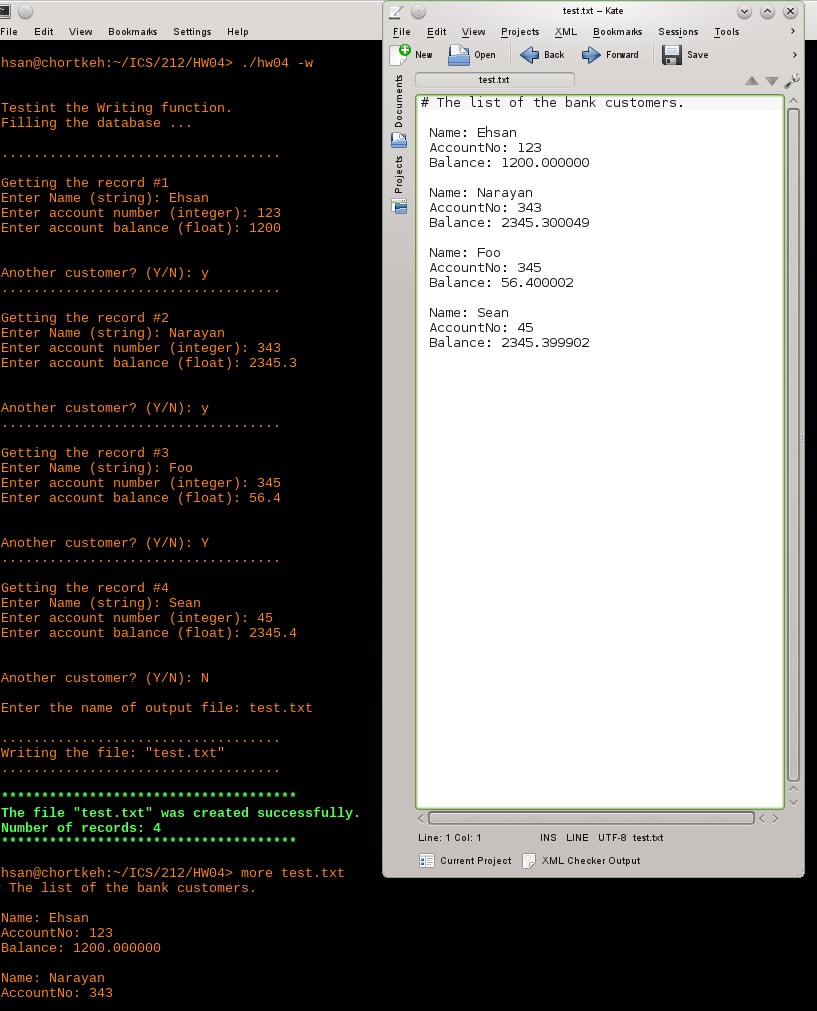 File Edit View Bookmarks Settings Help
hsan@chortkeh:~/ICS/212/HW04> ./hw04 -w
Testint the Writing function.
Filling the database ...
...................................
Getting the record #1
Enter Name (string): Ehsan
Enter account number (integer): 123
Enter account balance (float): 1200
Another customer? (Y/N): y
...................................
Getting the record #2
Enter Name (string): Narayan
Enter account number (integer): 343
Enter account balance (float): 2345.3
Another customer? (Y/N): y
...................................
Getting the record #3
Enter Name (string): Foo
Enter account number (integer): 345
Enter account balance (float): 56.4
Another customer? (Y/N): Y
...................................
Getting the record #4
Enter Name (string): Sean
Enter account number (integer): 45
Enter account balance (float): 2345.4
Another customer? (Y/N): N
Enter the name of output file: test.txt
...................................
Writing the file: "test.txt"
...................................
*************************************
The file "test.txt" was created successfully.
Number of records: 4
*************************************
hsan@chortkeh:~/ICS/212/HW04> more test.txt
The list of the bank customers.
Name: Ehsan
AccountNo: 123
Balance: 1200.000000
Name: Narayan
AccountNo: 343
test.txt – Kate
File Edit View Projects XML Bookmarks Sessions Tools
New Open Back Forward Save
test.txt
Documents
Projects
# The list of the bank customers.
Name: Ehsan
AccountNo: 123
Balance: 1200.000000
Name: Narayan
AccountNo: 343
Balance: 2345.300049
Name: Foo
AccountNo: 345
Balance: 56.400002
Name: Sean
AccountNo: 45
Balance: 2345.399902
Line: 1 Col: 1 INS LINE UTF-8 test.txt
Current Project XML Checker Output